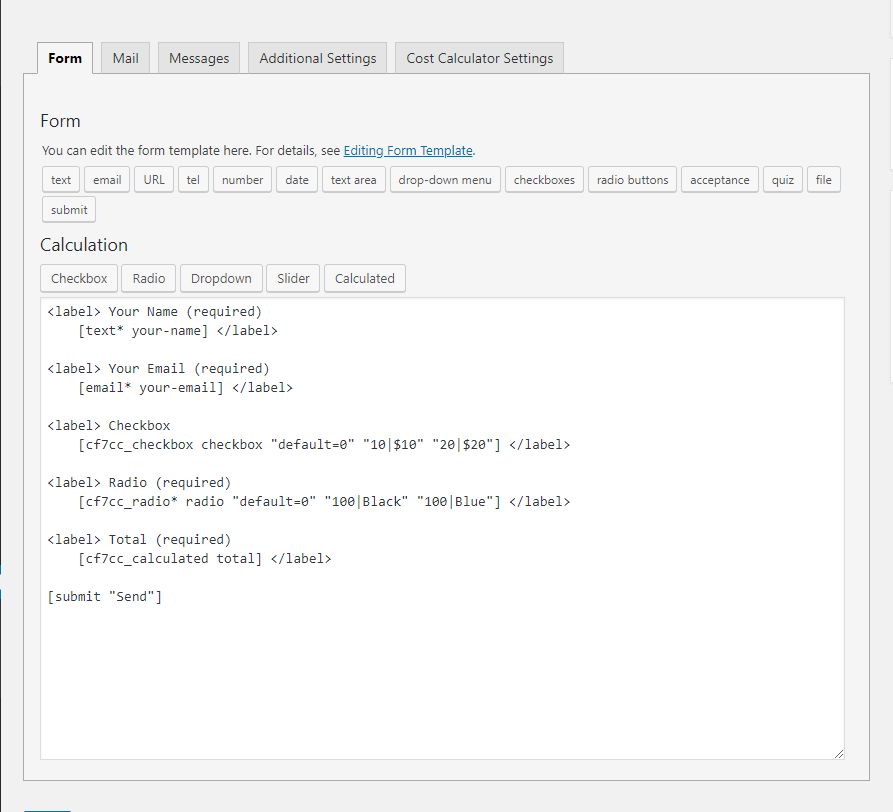 Form Mail Messages Additional Settings Cost Calculator Settings
Form
You can edit the form template here. For details, see Editing Form Template.
text email URL tel number date text area drop-down menu checkboxes radio buttons acceptance quiz file
submit
Calculation
Checkbox Radio Dropdown Slider Calculated
<label> Your Name (required)
[text* your-name] </label>
<label> Your Email (required)
[email* your-email] </label>
<label> Checkbox
[cf7cc_checkbox checkbox "default=0" "10|$10" "20|$20"] </label>
<label> Radio (required)
[cf7cc_radio* radio "default=0" "100|Black" "100|Blue"] </label>
<label> Total (required)
[cf7cc_calculated total] </label>
[submit "Send"]